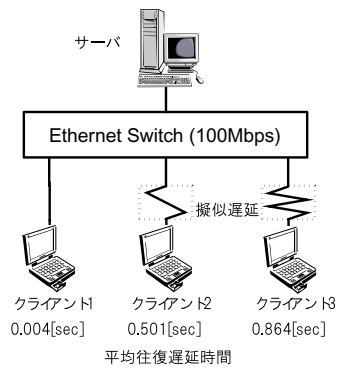 サーバ
Ethernet Switch (100Mbps)
擬似遅延
クライアント1
クライアント2
クライアント3
0.004[sec]
0.501[sec]
0.864[sec]
平均往復遅延時間